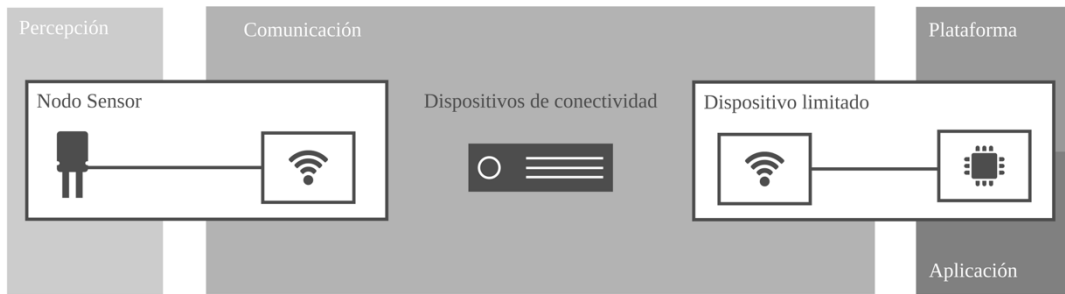 Percepción
Comunicación
Plataforma
Nodo Sensor
Dispositivos de conectividad
Dispositivo limitado
Aplicación